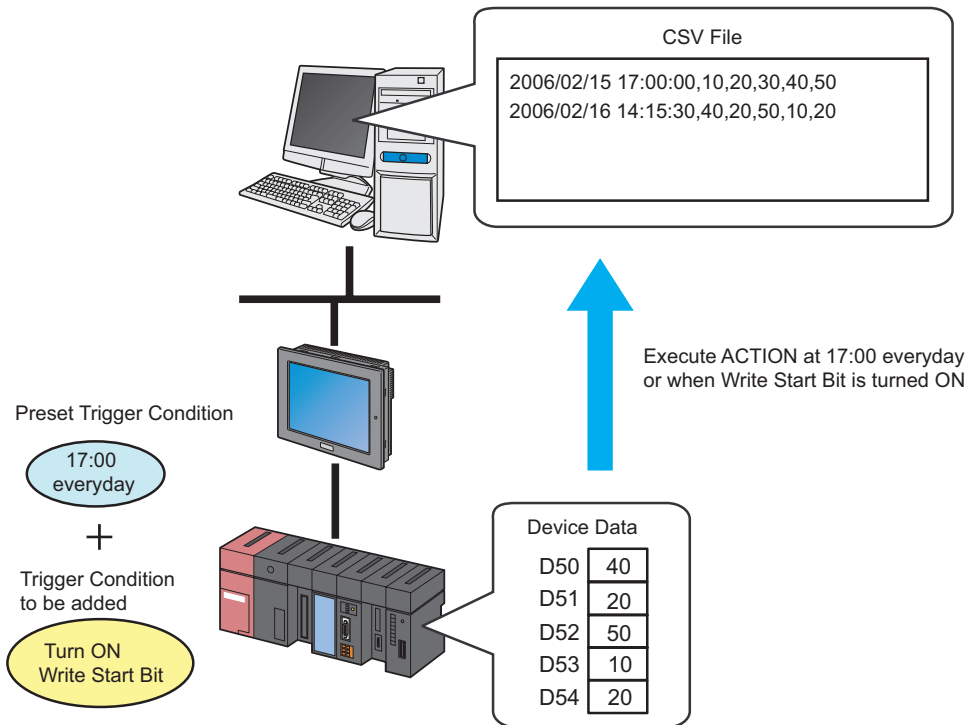 CSV File
2006/02/15 17:00:00,10,20,30,40,50
2006/02/16 14:15:30,40,20,50,10,20
Execute ACTION at 17:00 everyday
or when Write Start Bit is turned ON
Preset Trigger Condition
17:00
everyday
+
Trigger Condition
to be added
Turn ON
Write Start Bit
Device Data
D50 40
D51 20
D52 50
D53 10
D54 20